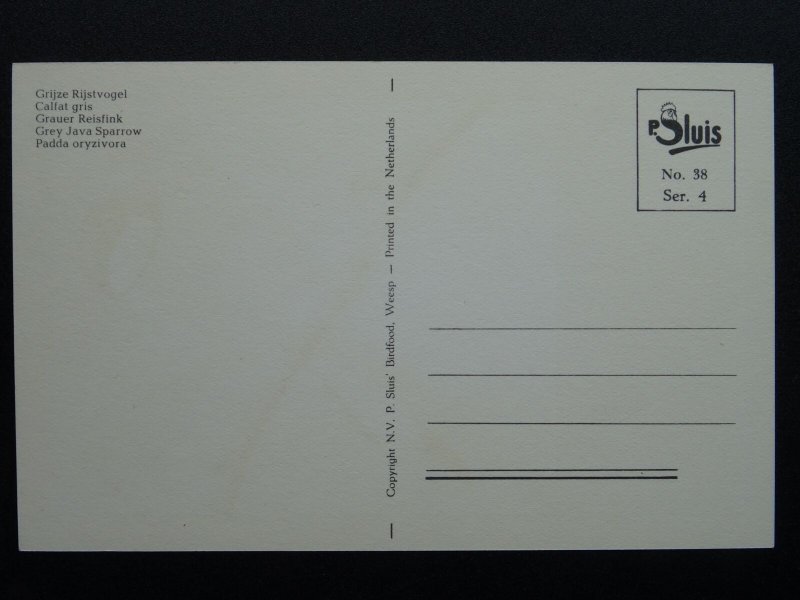 Grijze Rijstvogel
Calfat gris
Grauer Reisfink
Grey Java Sparrow
Padda oryzivora
Copyright N.V. P. Sluis' Birdfood, Weesp — Printed in the Netherlands
P. Sluis
No. 38
Ser. 4